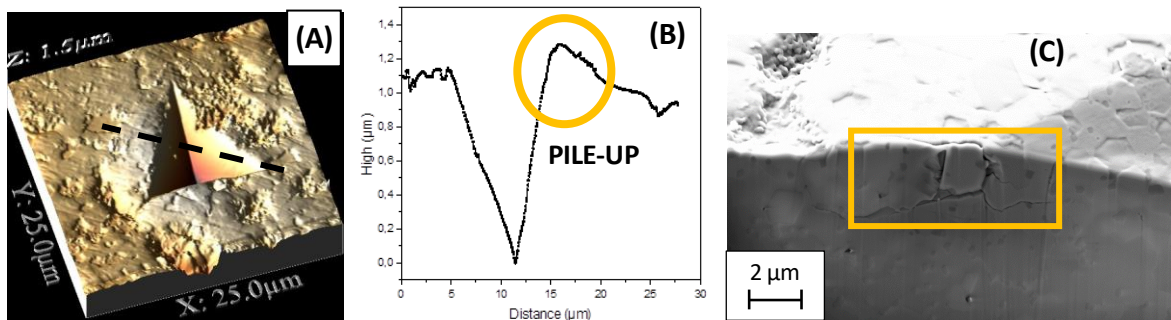 (A)
Z: 1.5µm
Y: 25.0µm
X: 25.0µm
(B)
1,4
1,2
1,0
0,8
0,6
0,4
0,2
0,0
High (µm)
PILE-UP
0
5
10
15
20
25
30
Distance (µm)
(C)
2 µm